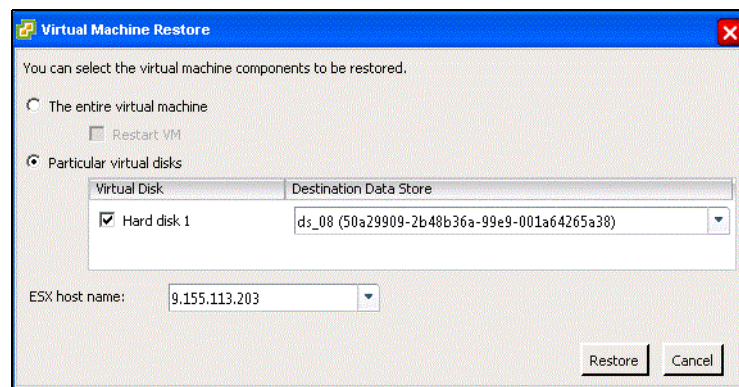 Virtual Machine Restore
You can select the virtual machine components to be restored.
The entire virtual machine
Restart VM
Particular virtual disks
Virtual Disk Destination Data Store
Hard disk 1 ds_08 (50a29909-2b48b36a-99e9-001a64265a38)
ESX host name: 9.155.113.203
Restore Cancel